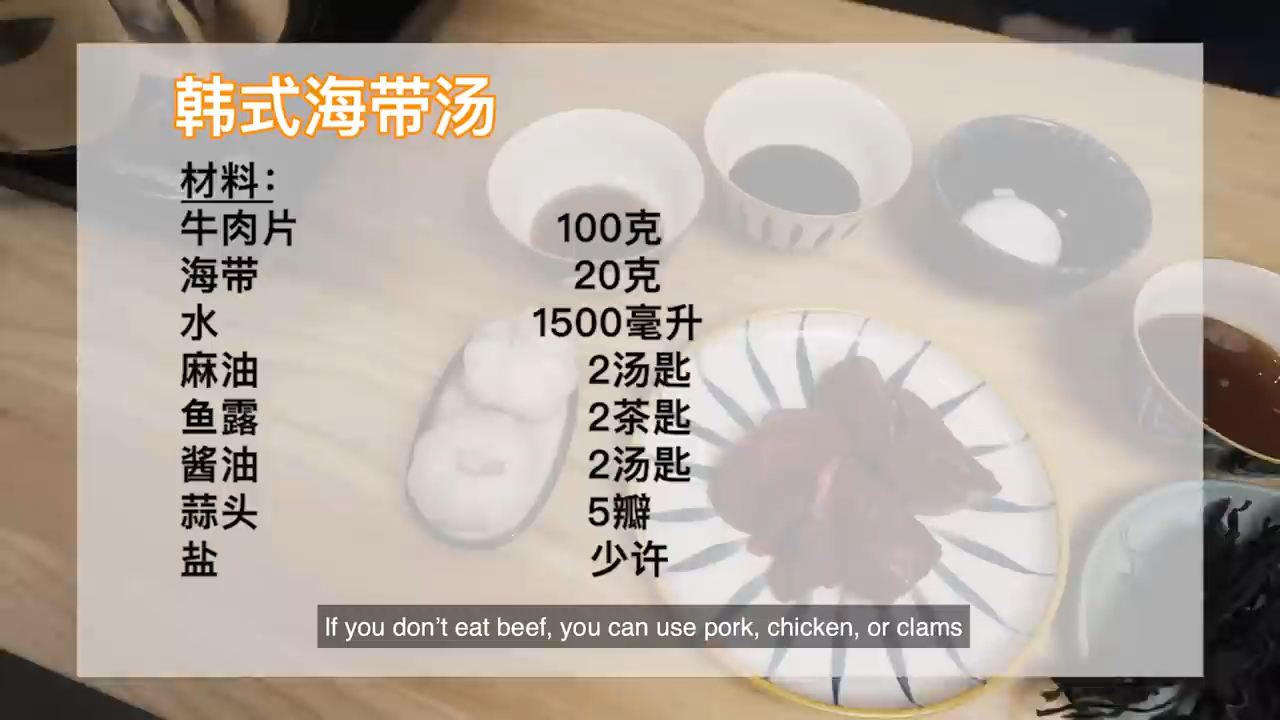 韩式海带汤
材料：
牛肉片 100克
海带 20克
水 1500毫升
麻油 2汤匙
鱼露 2茶匙
酱油 2汤匙
蒜头 5瓣
盐 少许
If you don't eat beef, you can use pork, chicken, or clams